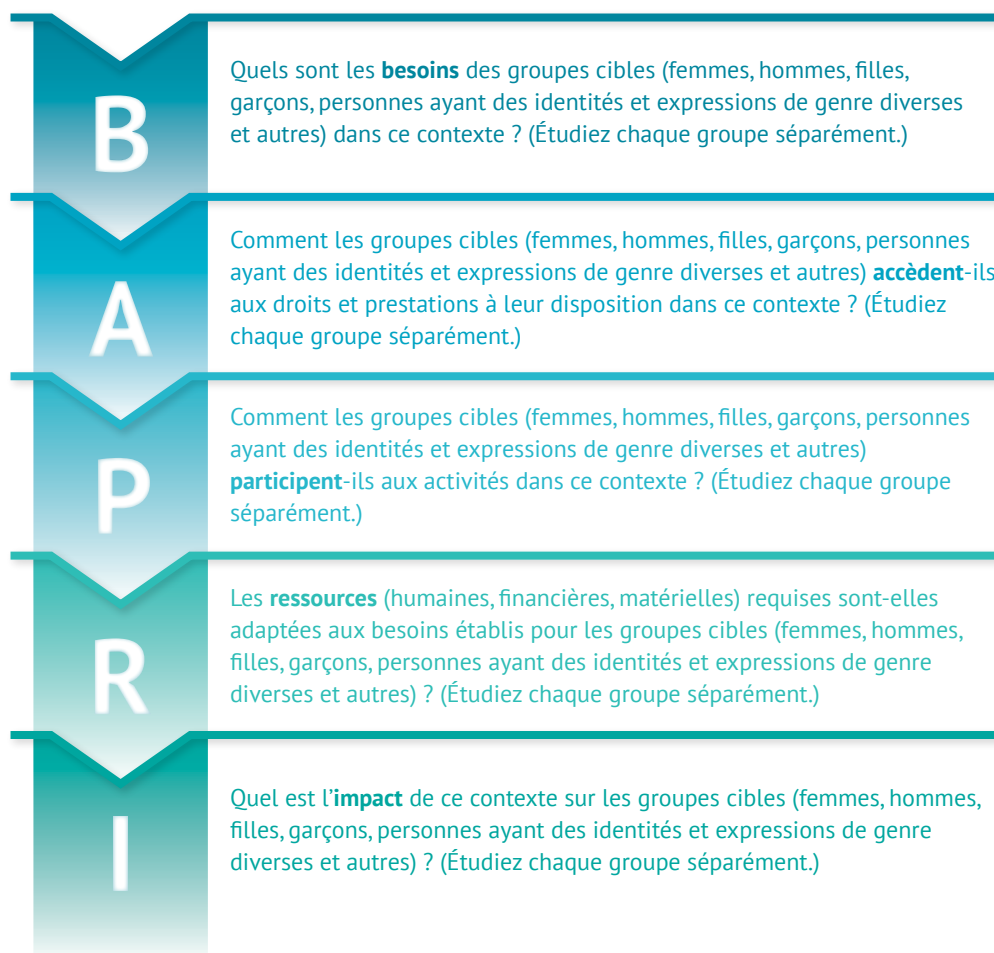 B
Quels sont les besoins des groupes cibles (femmes, hommes, filles,
garçons, personnes ayant des identités et expressions de genre diverses
et autres) dans ce contexte ? (Étudiez chaque groupe séparément.)
A
Comment les groupes cibles (femmes, hommes, filles, garçons, personnes
ayant des identités et expressions de genre diverses et autres) accèdent-ils
aux droits et prestations à leur disposition dans ce contexte ? (Étudiez
chaque groupe séparément.)
P
Comment les groupes cibles (femmes, hommes, filles, garçons, personnes
ayant des identités et expressions de genre diverses et autres)
participent-ils aux activités dans ce contexte ? (Étudiez chaque groupe
séparément.)
R
Les ressources (humaines, financières, matérielles) requises sont-elles
adaptées aux besoins établis pour les groupes cibles (femmes, hommes,
filles, garçons, personnes ayant des identités et expressions de genre
diverses et autres) ? (Étudiez chaque groupe séparément.)
I
Quel est l'impact de ce contexte sur les groupes cibles (femmes, hommes,
filles, garçons, personnes ayant des identités et expressions de genre
diverses et autres) ? (Étudiez chaque groupe séparément.)